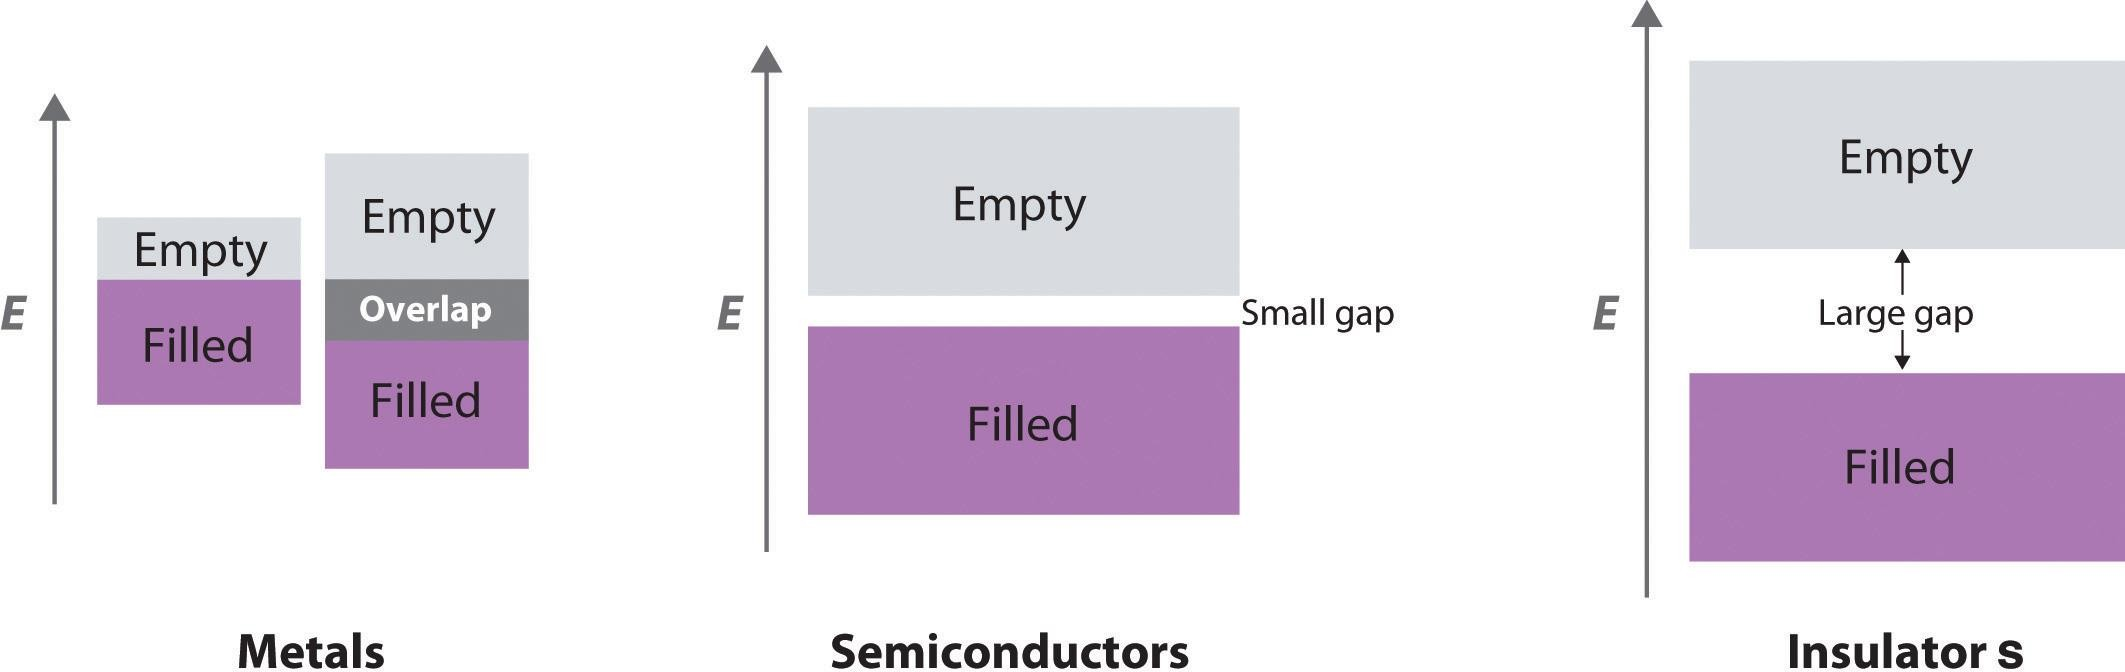 E
Empty
Filled
Empty
Overlap
Filled
Metals
E
Empty
Small gap
Filled
Semiconductors
E
Empty
Large gap
Filled
Insulator s